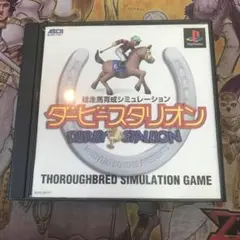 ASCII
PlayStation
競走馬育成シミュレーション
ダービースタリオン
DERBY STALLION
THOROUGHBRED SIMULATION GAME